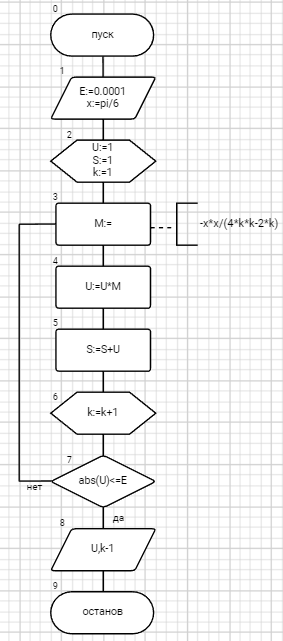 0
пуск
1
E:=0.0001
x:=pi/6
2
U:=1
S:=1
k:=1
3
M:=
-x*x/(4*k*k-2*k)
4
U:=U*M
5
S:=S+U
6
k:=k+1
7
abs(U)<=E
нет
да
8
U,k-1
9
останов